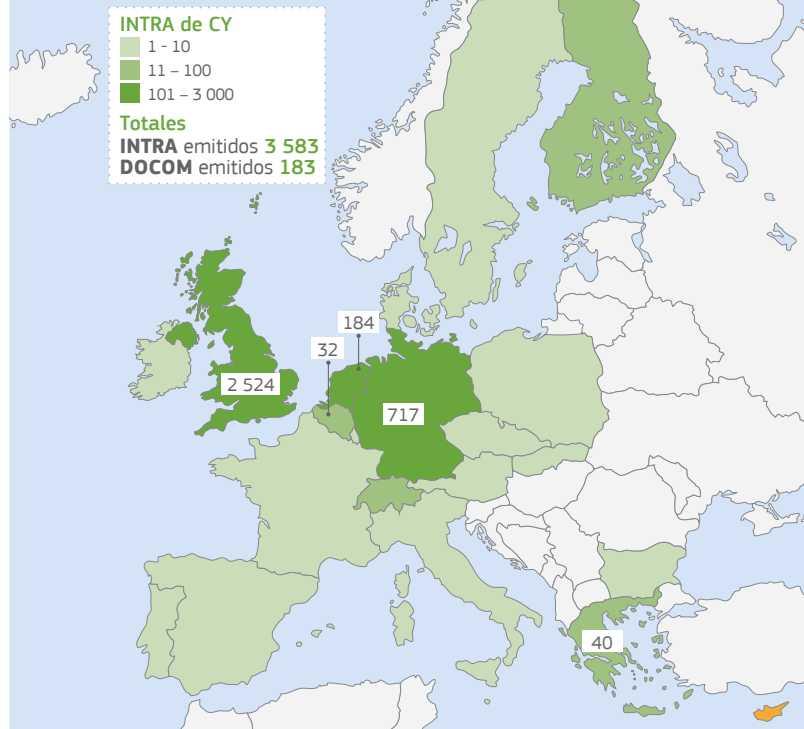 INTRA de CY
1 - 10
11 – 100
101 – 3 000
Totales
INTRA emitidos 3 583
DOCOM emitidos 183
184
32
2 524
717
40